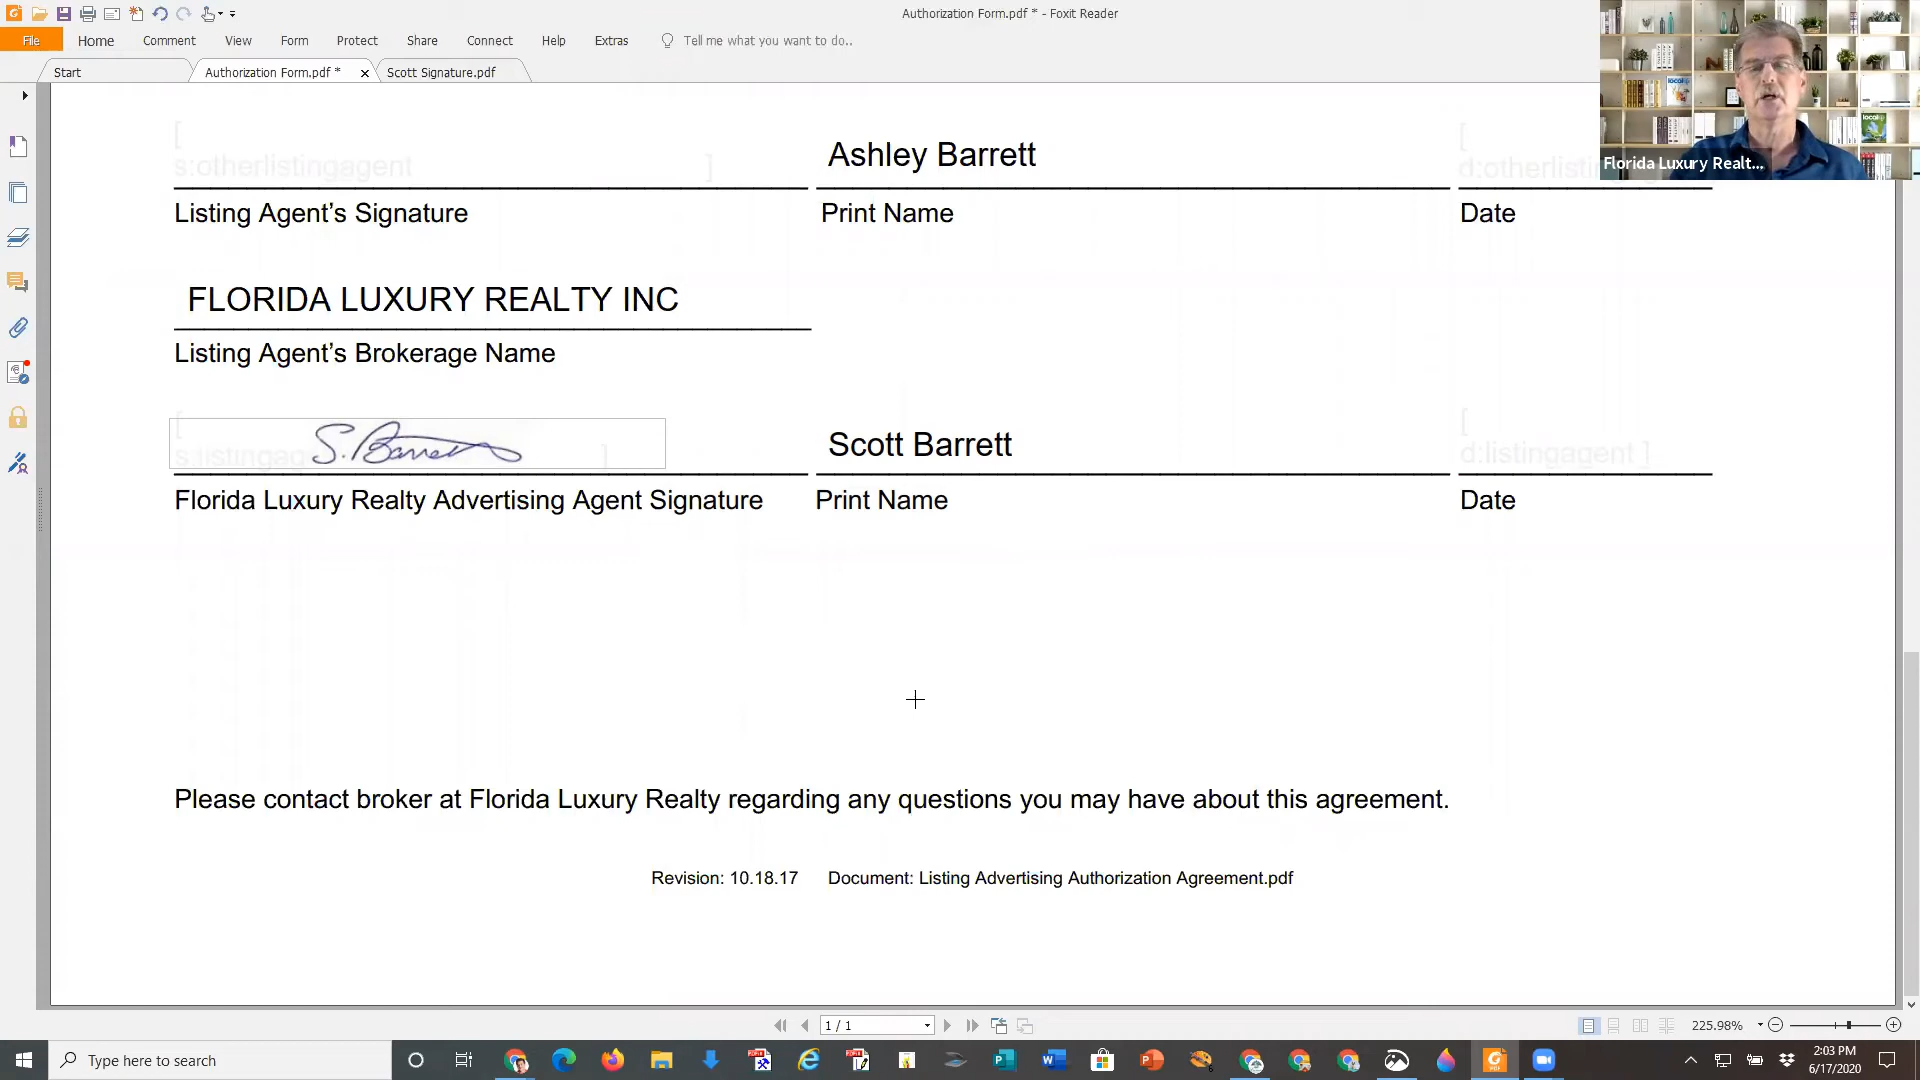 Authorization Form.pdf * - Foxit Reader
File Home Comment View Form Protect Share Connect Help Extras Tell me what you want to do..
Start Authorization Form.pdf * Scott Signature.pdf
Florida Luxury Realt...
[ [
s:otherlistingagent ] Ashley Barrett d:otherlistin
Listing Agent’s Signature Print Name Date
FLORIDA LUXURY REALTY INC
Listing Agent’s Brokerage Name
[ [
s:listingag ] S. Barrett Scott Barrett d:listingagent ]
Florida Luxury Realty Advertising Agent Signature Print Name Date
Please contact broker at Florida Luxury Realty regarding any questions you may have about this agreement.
Revision: 10.18.17 Document: Listing Advertising Authorization Agreement.pdf
1 / 1 225.98%
Type here to search 2:03 PM
6/17/2020